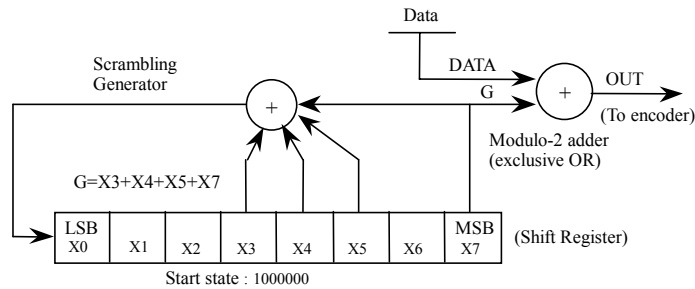 Data
Scrambling
Generator
DATA
OUT
G
+
+
(To encoder)
Modulo-2 adder
(exclusive OR)
G=X3+X4+X5+X7
LSB
MSB
X0 X1 X2 X3 X4 X5 X6 X7
(Shift Register)
Start state : 1000000